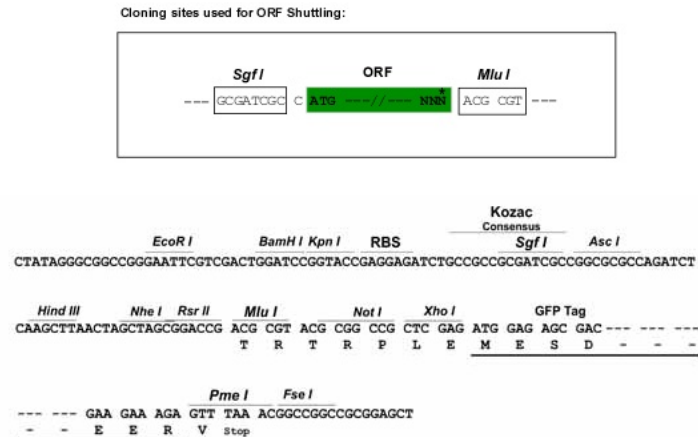 Cloning sites used for ORF Shuttling:
Sgf I ORF Mlu I
--- GCGATCGC C ATG ---//--- NNN ACG CGT ---
*
Kozac
Consensus
EcoR I BamH I Kpn I RBS Sgf I Asc I
CTATAGGGCGGCCGGGAATTCGTCGACTGGATCCGGTACCGAGGAGATCTGCCGCCGCGATCGCCGGCGCGCCAGATCT
Hind III Nhe I Rsr II Mlu I Not I Xho I GFP Tag
CAAGCTTAACTAGCTAGCGGACCG ACG CGT ACG CGG CCG CTC GAG ATG GAG AGC GAC --- --- ---
T R T R P L E M E S D - - -
Pme I Fse I
--- --- GAA GAA AGA GTT TAA ACGGCCGGCCGCGGAGCT
- - E E R V Stop